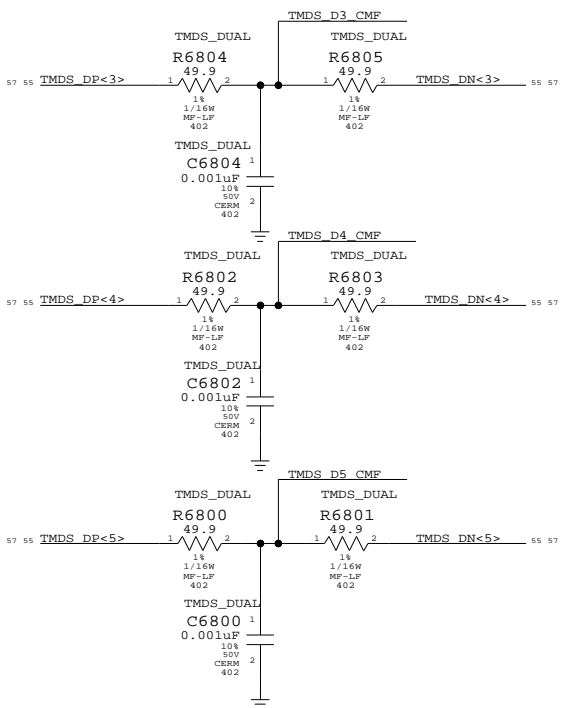 TMDS_D3_CMF
TMDS_DUAL TMDS_DUAL
R6804 R6805
49.9 49.9
57 55 TMDS_DP<3> 1 2 1 2 TMDS_DN<3> 55 57
1% 1%
1/16W 1/16W
MF-LF MF-LF
402 402
TMDS_DUAL
C6804 1
0.001uF
10%
50V
CERM 2
402
TMDS_D4_CMF
TMDS_DUAL TMDS_DUAL
R6802 R6803
49.9 49.9
57 55 TMDS_DP<4> 1 2 1 2 TMDS_DN<4> 55 57
1% 1%
1/16W 1/16W
MF-LF MF-LF
402 402
TMDS_DUAL
C6802 1
0.001uF
10%
50V
CERM 2
402
TMDS_D5_CMF
TMDS_DUAL TMDS_DUAL
R6800 R6801
49.9 49.9
57 55 TMDS_DP<5> 1 2 1 2 TMDS_DN<5> 55 57
1% 1%
1/16W 1/16W
MF-LF MF-LF
402 402
TMDS_DUAL
C6800 1
0.001uF
10%
50V
CERM 2
402